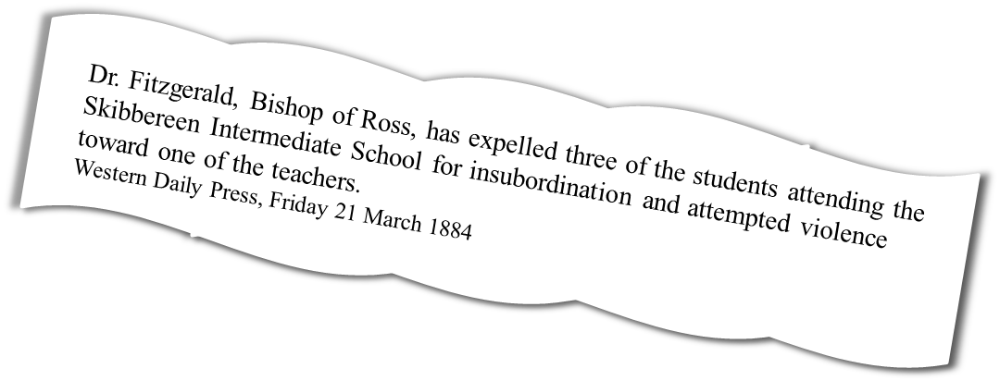 Dr. Fitzgerald, Bishop of Ross, has expelled three of the students attending the
Skibbereen Intermediate School for insubordination and attempted violence
toward one of the teachers.
Western Daily Press, Friday 21 March 1884